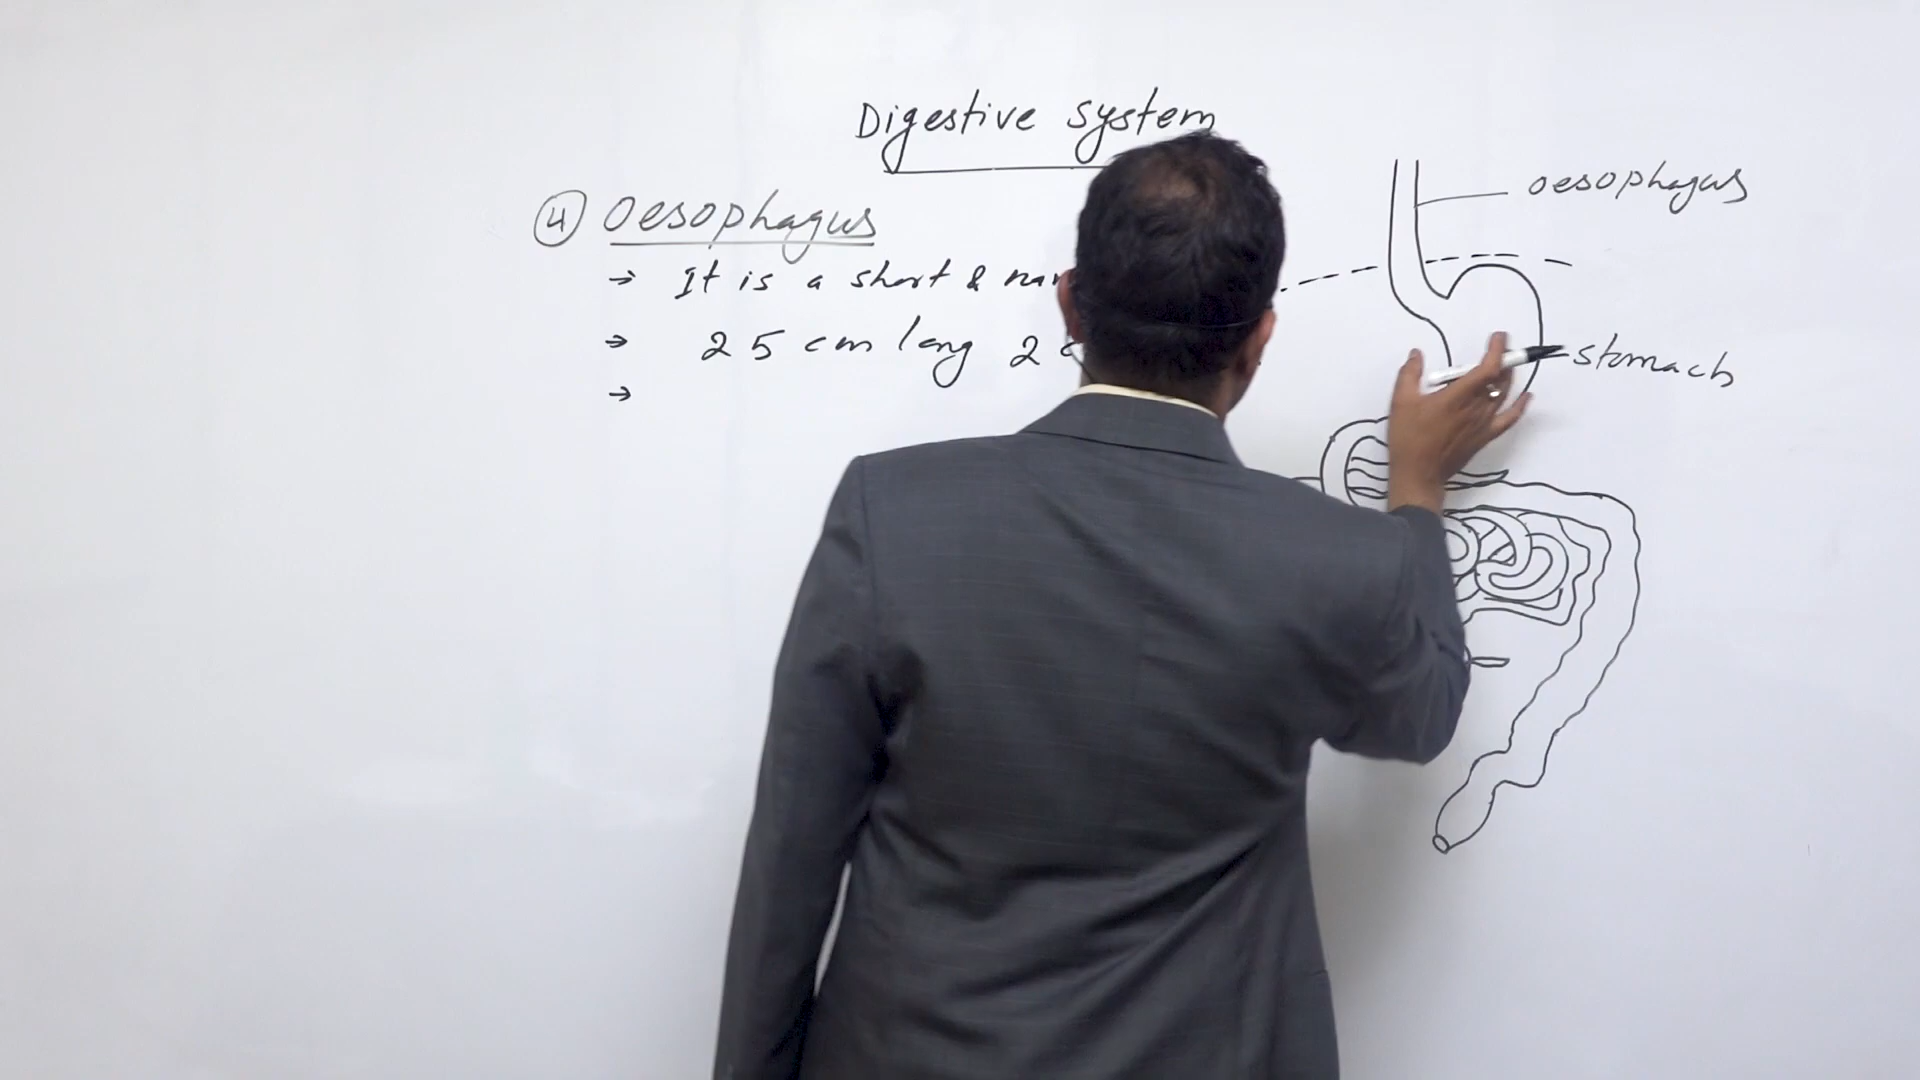 Digestive System
4 Oesophagus
→ It is a short &
→ 25 cm long 2
→
oesophagus
stomach